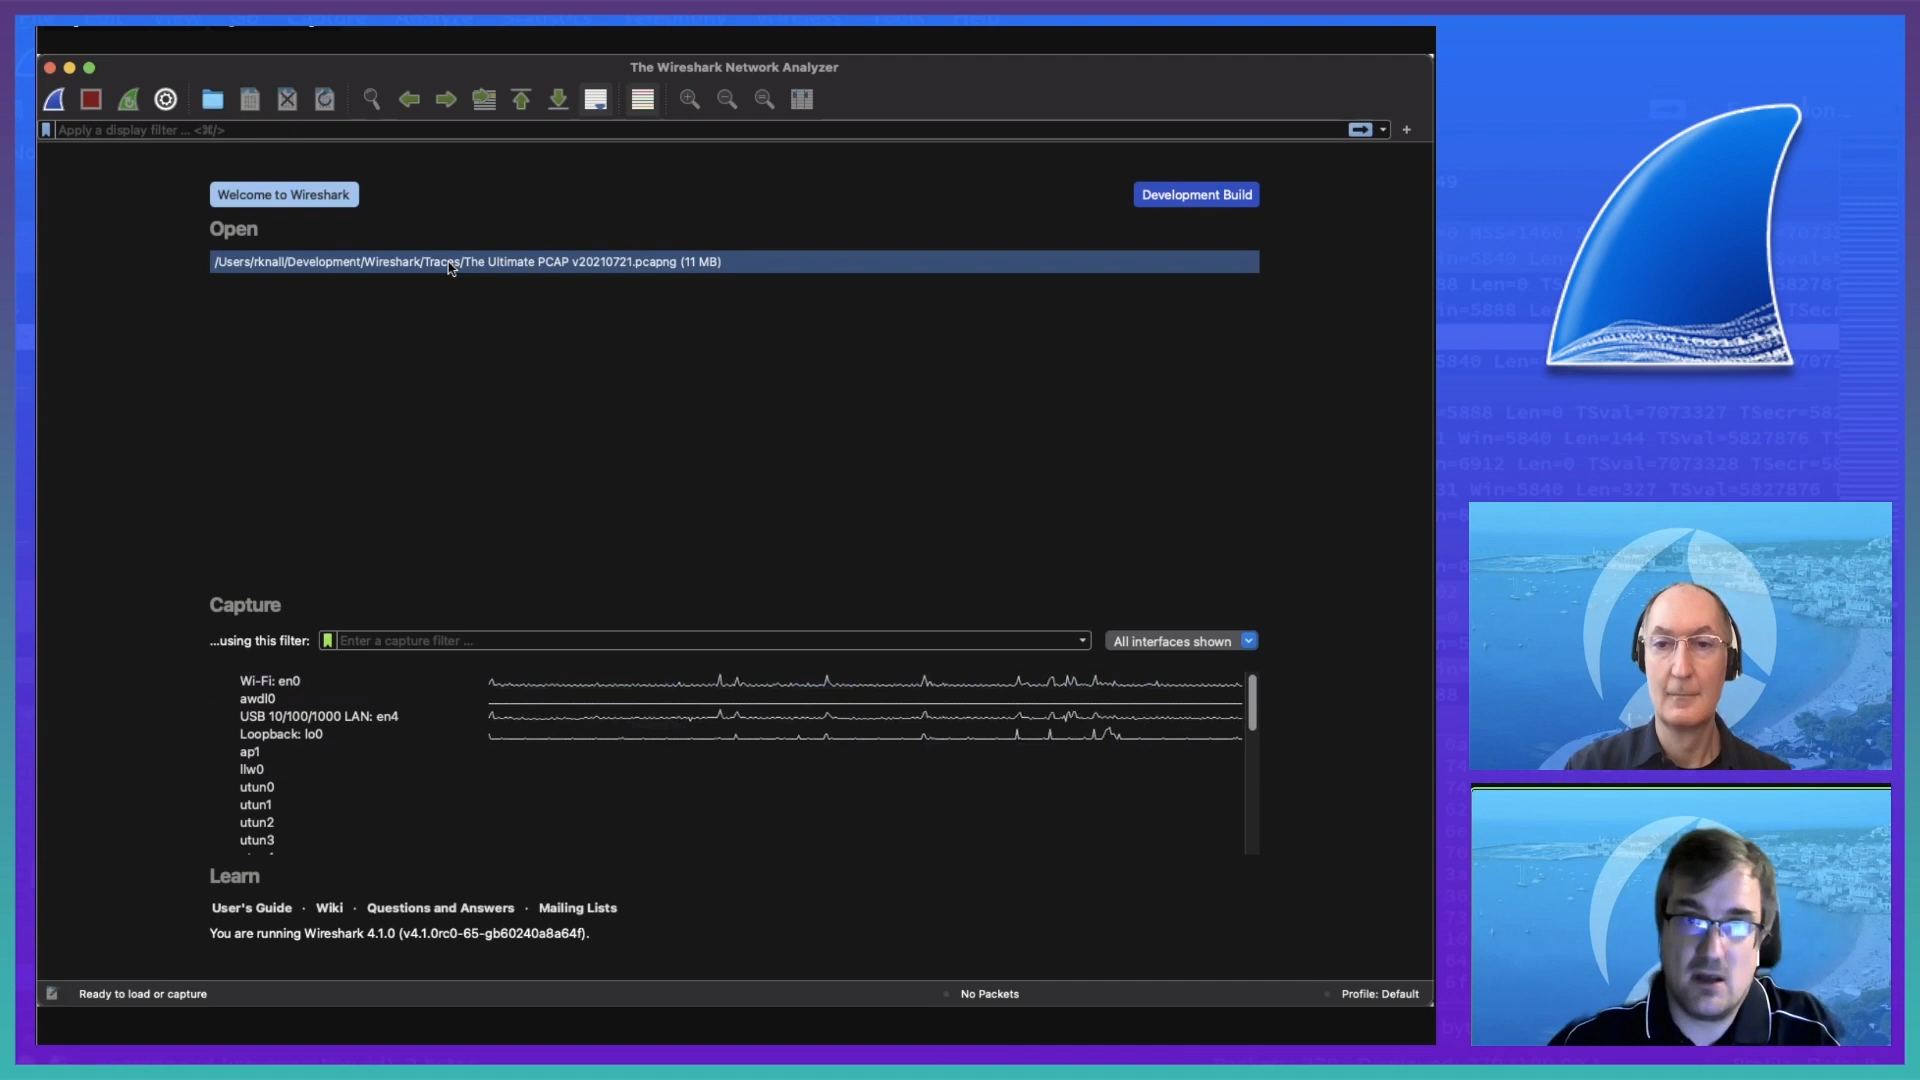 The Wireshark Network Analyzer
Apply a display filter ... <⌘/>
Welcome to Wireshark
Development Build
Open
/Users/rknall/Development/Wireshark/Traces/The Ultimate PCAP v20210721.pcapng (11 MB)
Capture
...using this filter:
Enter a capture filter ...
All interfaces shown
Wi-Fi: en0
awdl0
USB 10/100/1000 LAN: en4
Loopback: lo0
ap1
llw0
utun0
utun1
utun2
utun3
Learn
User's Guide · Wiki · Questions and Answers · Mailing Lists
You are running Wireshark 4.1.0 (v4.1.0rc0-65-gb60240a8a64f).
Ready to load or capture
No Packets
Profile: Default